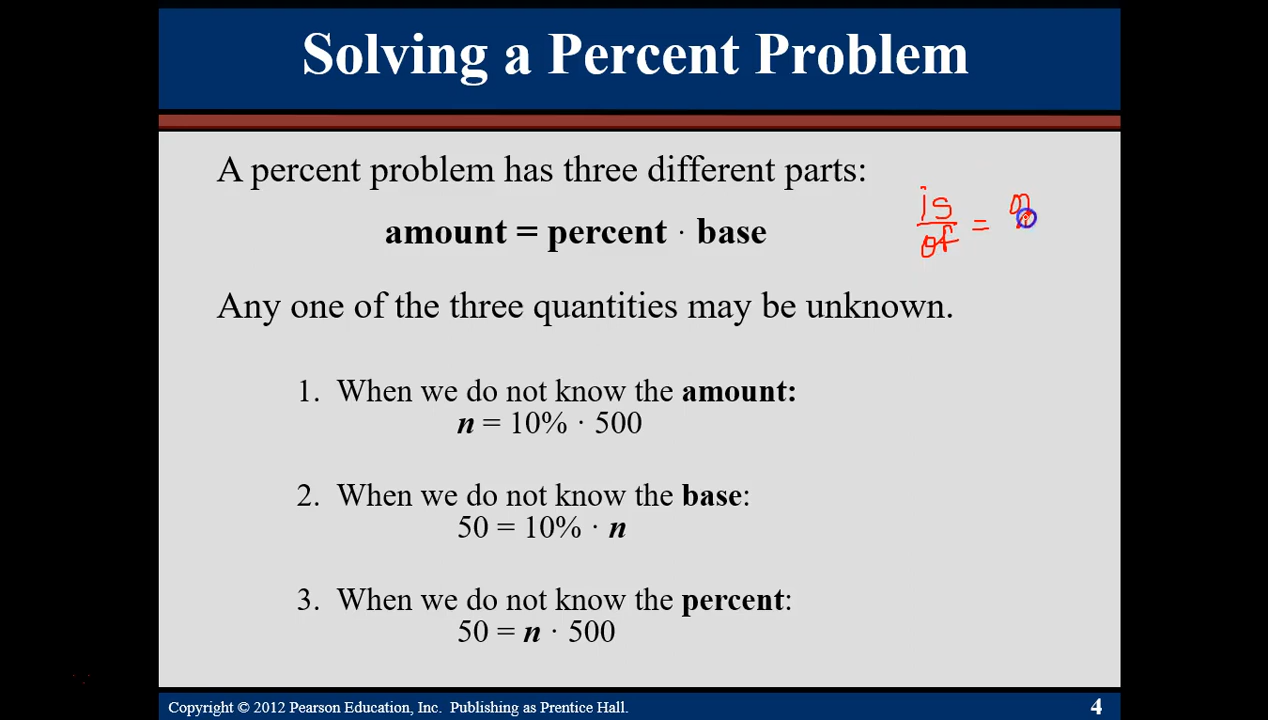 Solving a Percent Problem
A percent problem has three different parts:
amount = percent · base
is
of =
Any one of the three quantities may be unknown.
1. When we do not know the amount:
n = 10% · 500
2. When we do not know the base:
50 = 10% · n
3. When we do not know the percent:
50 = n · 500
Copyright © 2012 Pearson Education, Inc. Publishing as Prentice Hall.
4